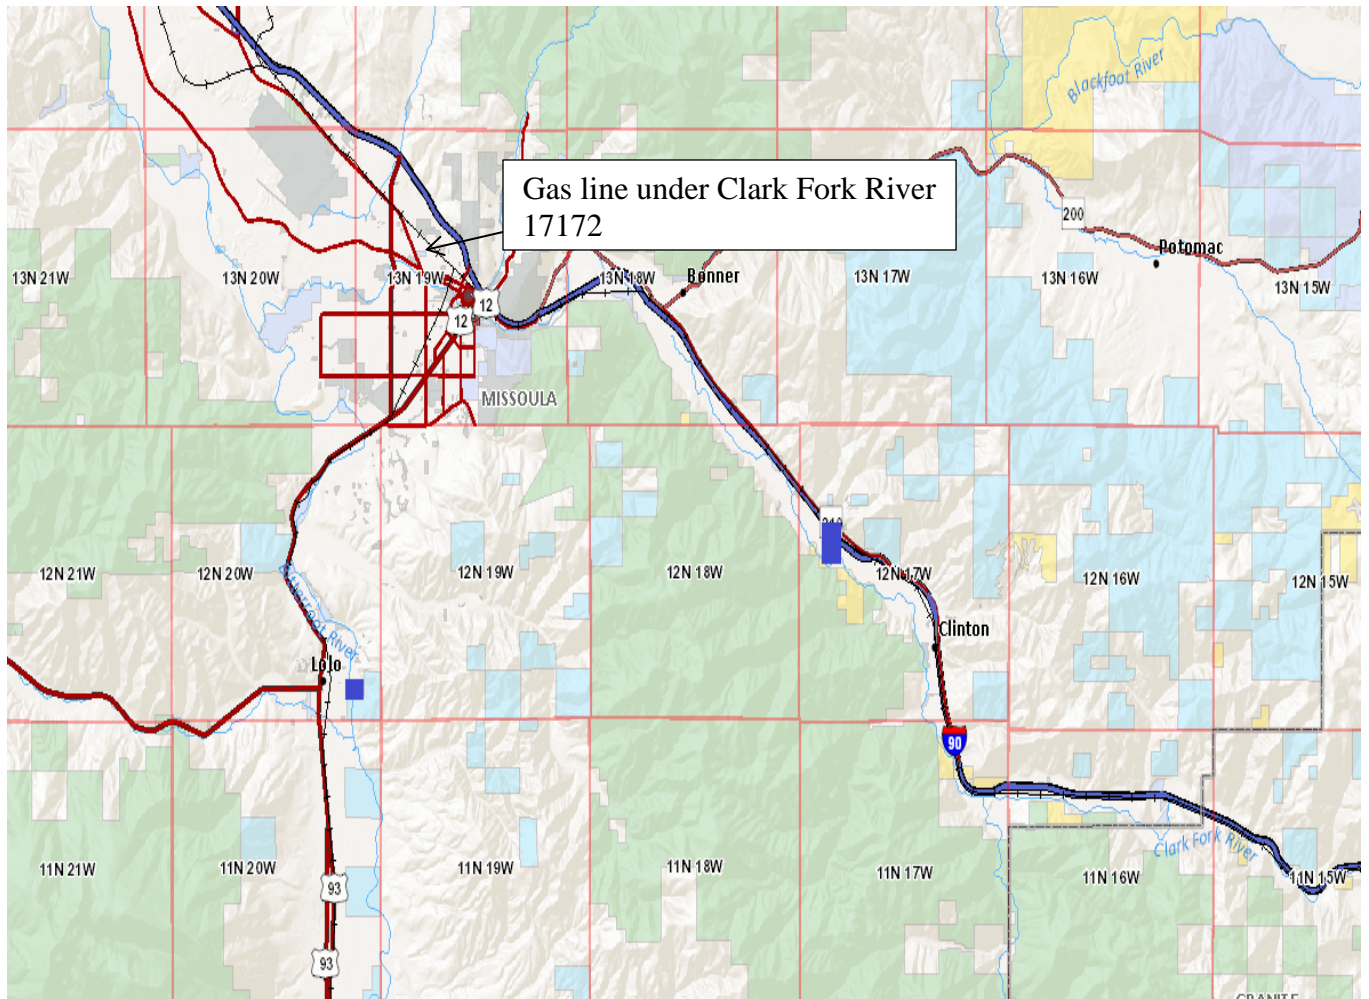 Blackfoot River
Gas line under Clark Fork River
17172
200
Potomac
13N 21W
13N 20W
13N 19W
13N 18W
Bonner
13N 17W
13N 16W
13N 15W
12
12
MISSOULA
12N 21W
12N 20W
12N 19W
12N 18W
12N 17W
12N 16W
12N 15W
Bitterroot River
Clinton
Lolo
90
Clark Fork River
11N 21W
11N 20W
11N 19W
11N 18W
11N 17W
11N 16W
11N 15W
93
93
GRANITE